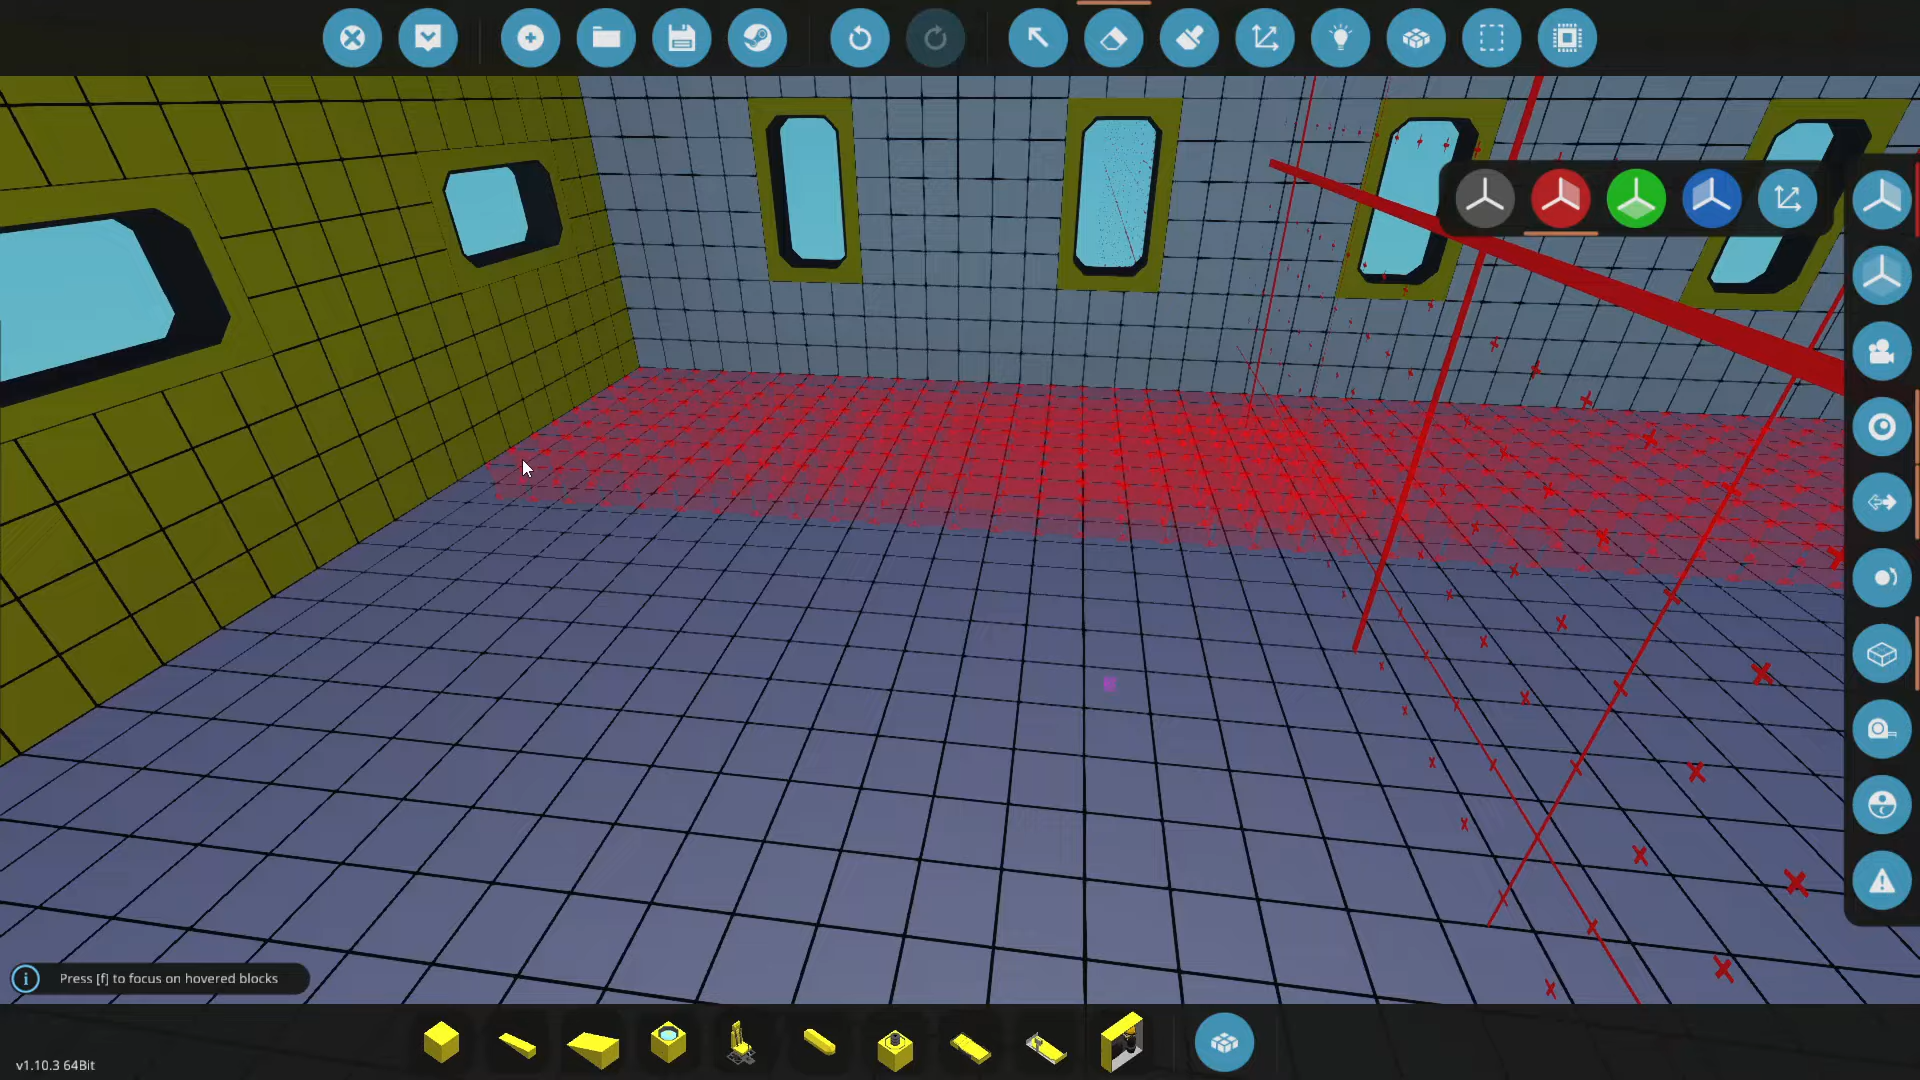 Press [f] to focus on hovered blocks
v1.10.3 64Bit